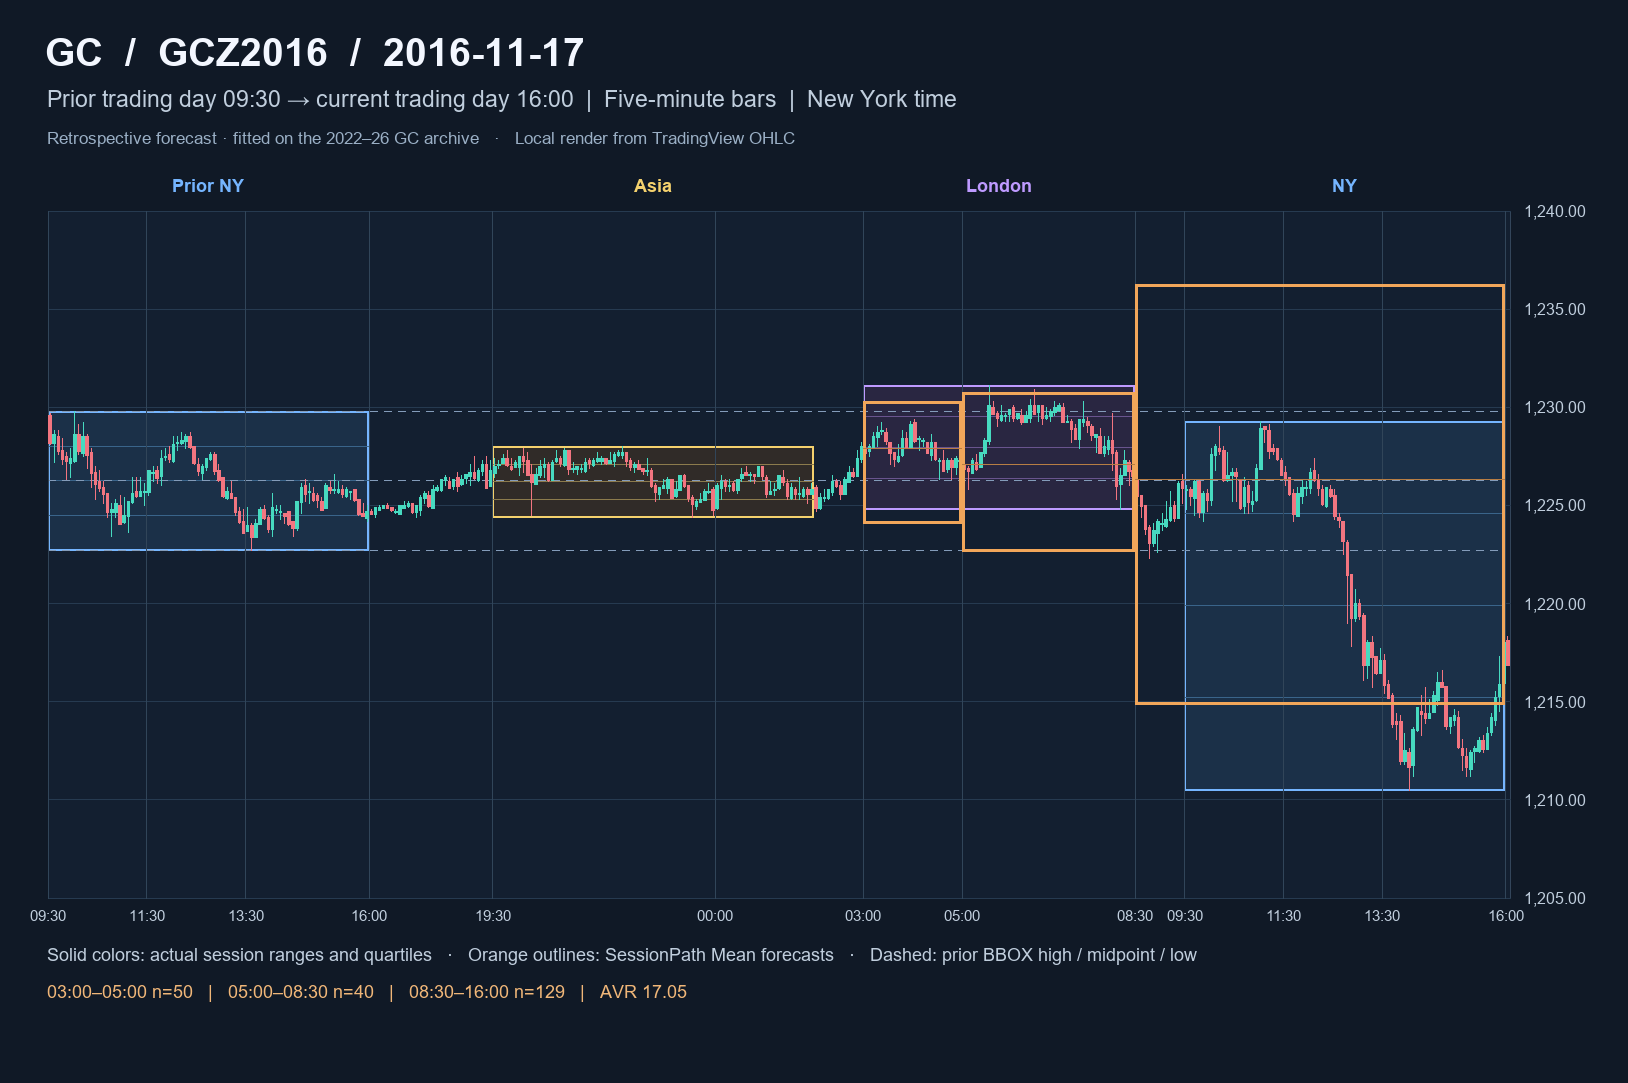 GC / GCZ2016 / 2016-11-17
Prior trading day 09:30 → current trading day 16:00 | Five-minute bars | New York time
Retrospective forecast · fitted on the 2022–26 GC archive · Local render from TradingView OHLC
Prior NY Asia London NY
1,240.00
1,235.00
1,230.00
1,225.00
1,220.00
1,215.00
1,210.00
1,205.00
09:30 11:30 13:30 16:00 19:30 00:00 03:00 05:00 08:30 09:30 11:30 13:30 16:00
Solid colors: actual session ranges and quartiles · Orange outlines: SessionPath Mean forecasts · Dashed: prior BBOX high / midpoint / low
03:00–05:00 n=50 | 05:00–08:30 n=40 | 08:30–16:00 n=129 | AVR 17.05